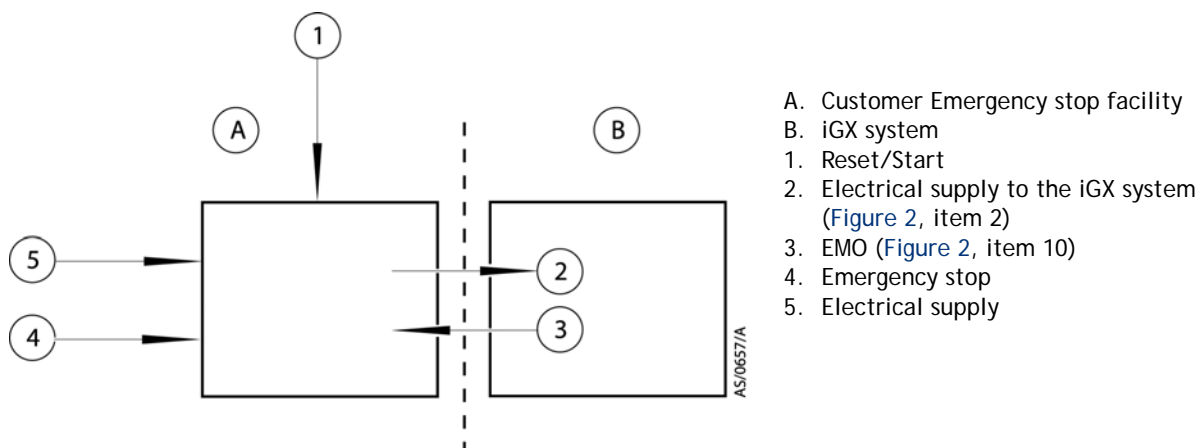 1
A
B
5
2
4
3
AS/0657/A
A. Customer Emergency stop facility
B. iGX system
1. Reset/Start
2. Electrical supply to the iGX system
(Figure 2, item 2)
3. EMO (Figure 2, item 10)
4. Emergency stop
5. Electrical supply